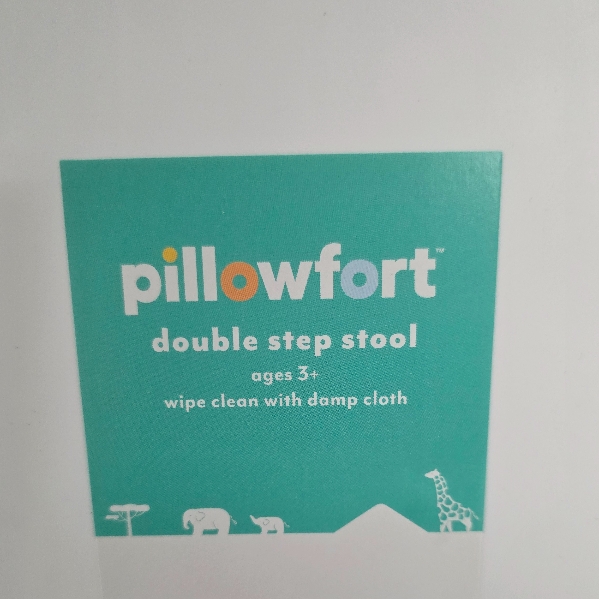 pillowfort™
double step stool
ages 3+
wipe clean with damp cloth